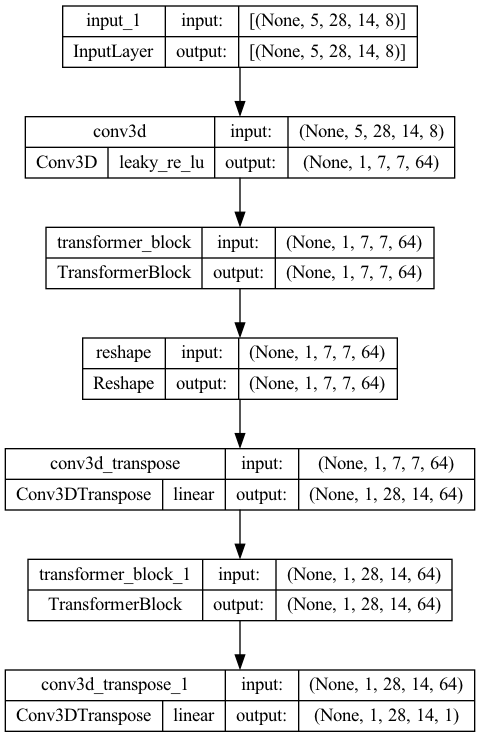 input_1 input: [(None, 5, 28, 14, 8)]
InputLayer output: [(None, 5, 28, 14, 8)]
conv3d input: (None, 5, 28, 14, 8)
Conv3D leaky_re_lu output: (None, 1, 7, 7, 64)
transformer_block input: (None, 1, 7, 7, 64)
TransformerBlock output: (None, 1, 7, 7, 64)
reshape input: (None, 1, 7, 7, 64)
Reshape output: (None, 1, 7, 7, 64)
conv3d_transpose input: (None, 1, 7, 7, 64)
Conv3DTranspose linear output: (None, 1, 28, 14, 64)
transformer_block_1 input: (None, 1, 28, 14, 64)
TransformerBlock output: (None, 1, 28, 14, 64)
conv3d_transpose_1 input: (None, 1, 28, 14, 64)
Conv3DTranspose linear output: (None, 1, 28, 14, 1)